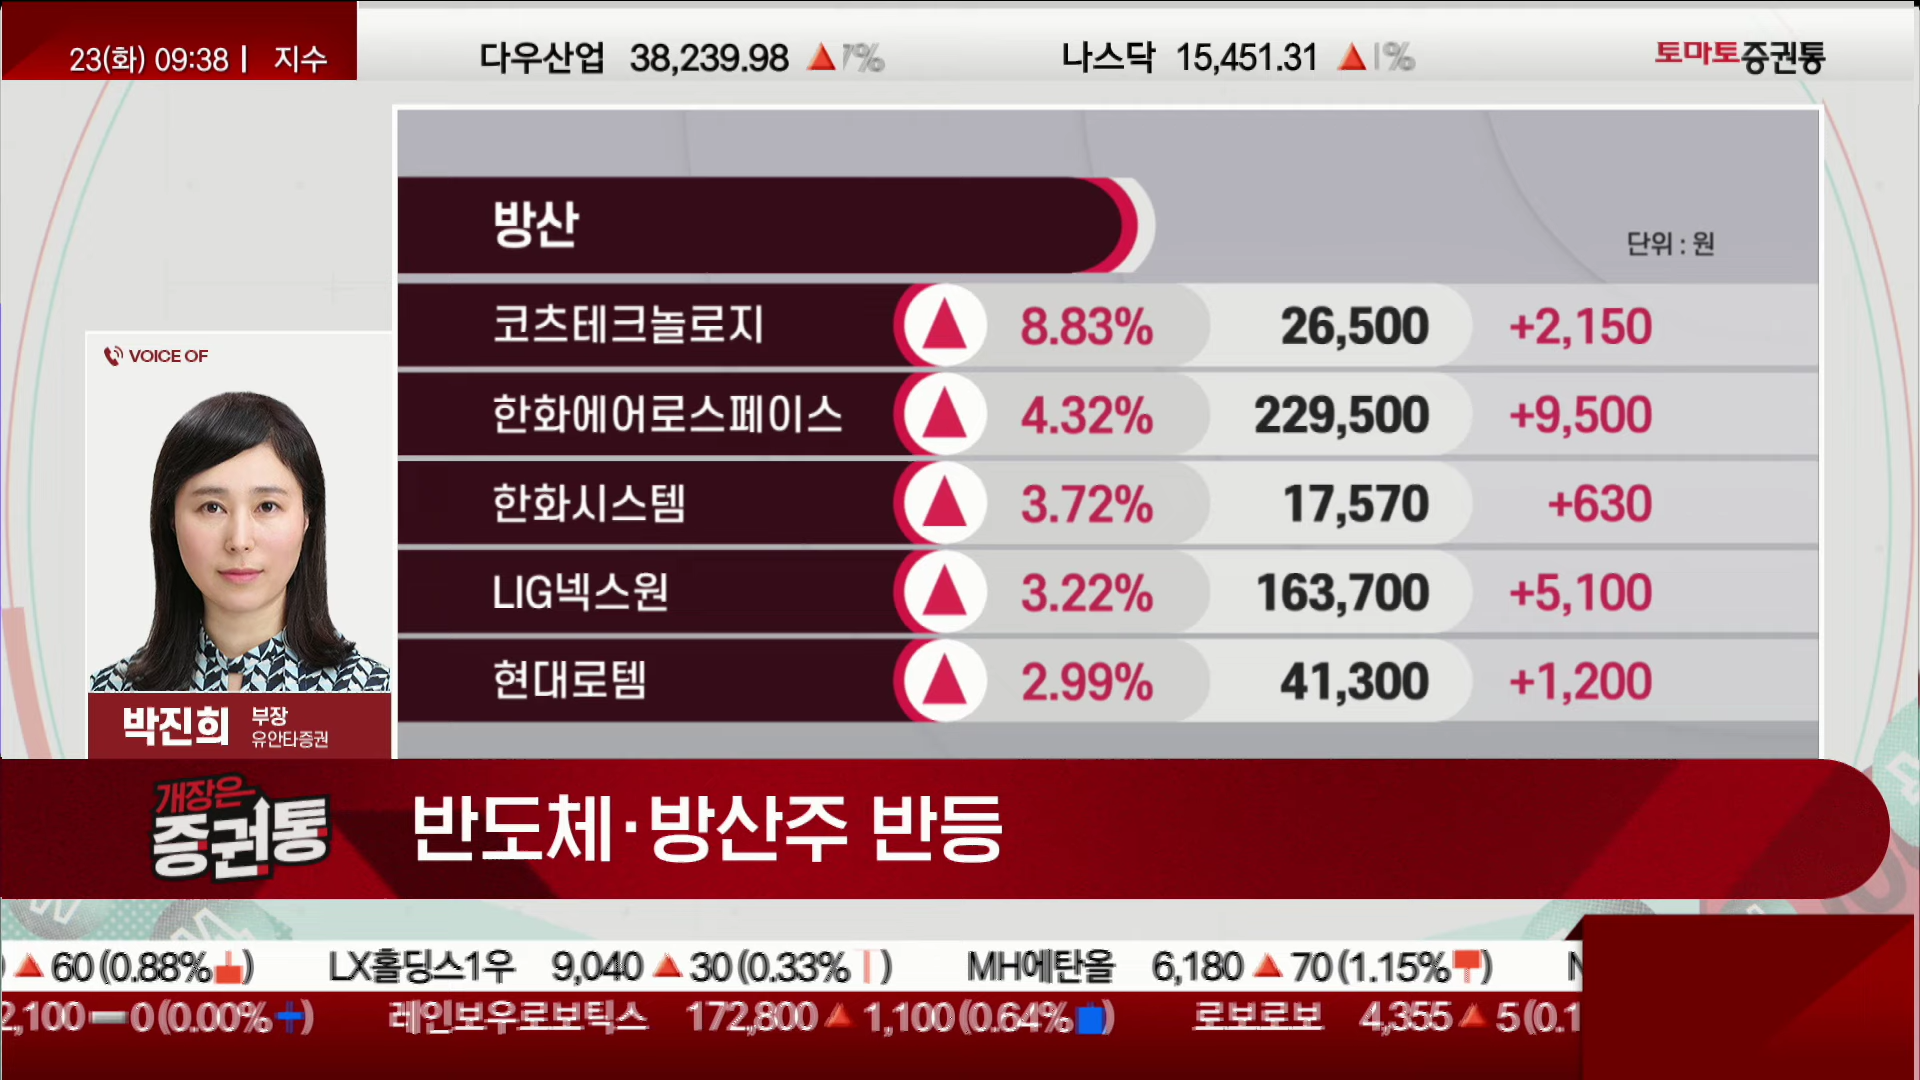 23(화) 09:38 | 지수
다우산업 38,239.98 ▲
나스닥 15,451.31 ▲
토마토증권통
방산
단위 : 원
코츠테크놀로지 ▲ 8.83% 26,500 +2,150
한화에어로스페이스 ▲ 4.32% 229,500 +9,500
한화시스템 ▲ 3.72% 17,570 +630
LIG넥스원 ▲ 3.22% 163,700 +5,100
현대로템 ▲ 2.99% 41,300 +1,200
VOICE OF
박진희 부장
유안타증권
개장은
증권통
반도체·방산주 반등
▲ 60 (0.88%) LX홀딩스1우 9,040 ▲ 30 (0.33%) MH에탄올 6,180 ▲ 70 (1.15%)
2,100 0 (0.00%) 레인보우로보틱스 172,800 ▲ 1,100 (0.64%) 로보로보 4,355 ▲ 5 (0.1